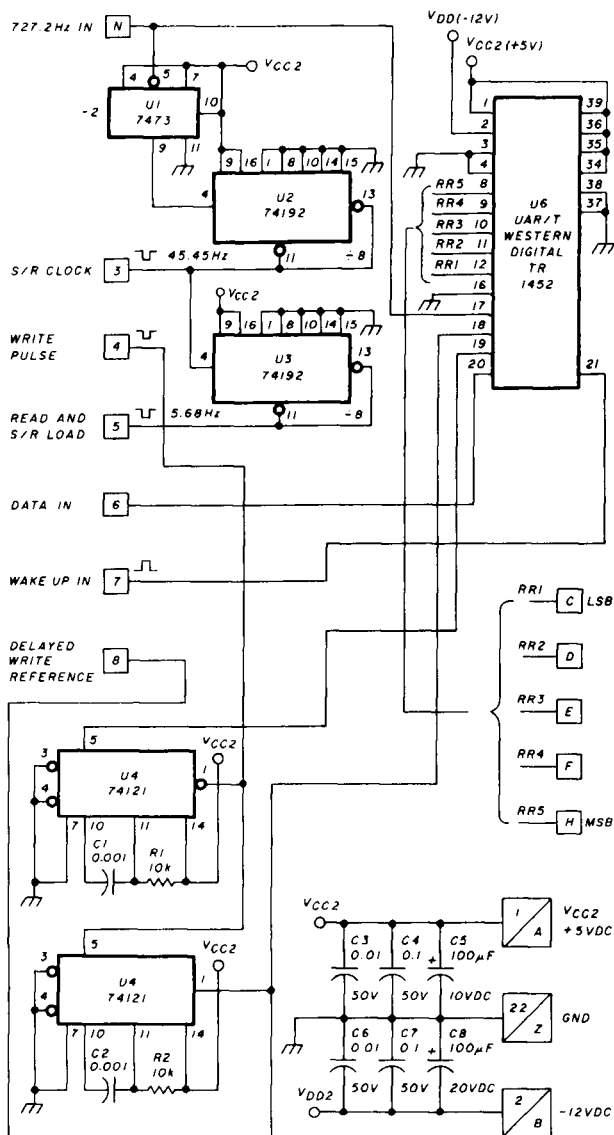 727.2Hz IN N
VCC2
4 5 7
U1
7473
10
-2
9 11
9 16 1 8 10 14 15
4
U2
74192
13
11
÷8
S/R CLOCK 3 45.45Hz
VCC2
9 16 1 8 10 14 15
4
U3
74192
13
11
÷8
WRITE
PULSE
4
READ AND
S/R LOAD
5
5.68Hz
DATA IN 6
WAKE UP IN 7
DELAYED
WRITE
REFERENCE
8
VDD(-12V)
VCC2(+5V)
1
2
3
4
8
9
10
11
12
16
17
18
19
20
RR5
RR4
RR3
RR2
RR1
U6
UAR/T
WESTERN
DIGITAL
TR
1452
39
36
35
34
38
37
21
RR1 C LSB
RR2 D
RR3 E
RR4 F
RR5 H MSB
5
3
4
U4
74121
1
VCC2
7 10 11 14
C1
0.001
R1
10k
5
3
4
U4
74121
1
VCC2
7 10 11 14
C2
0.001
R2
10k
VCC2
C3
0.01
50V
C4
0.1
50V
C5
100µF
10VDC
+
1
A
VCC2
+5VDC
22
Z
GND
C6
0.01
50V
C7
0.1
50V
C8
100µF
20VDC
+
VDD2
2
B
-12VDC